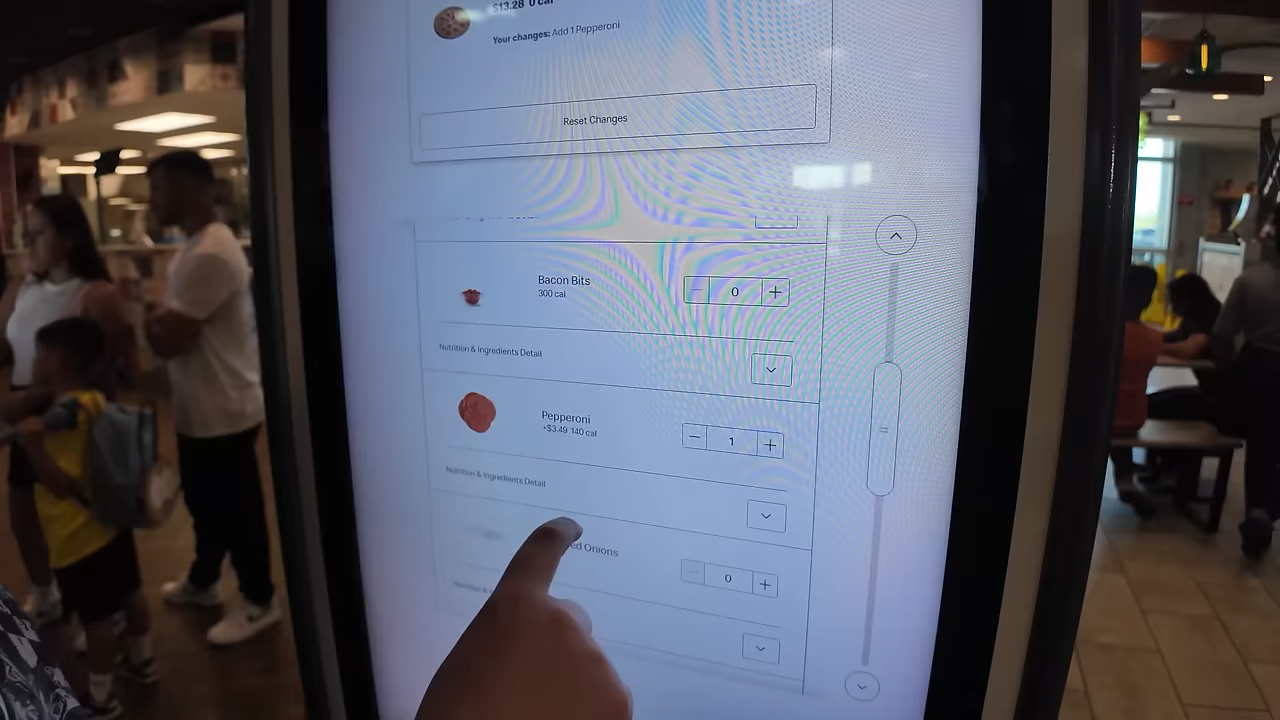 $13.28 0 cal
Your changes: Add 1 Pepperoni
Reset Changes
Bacon Bits
300 cal
0
Nutrition & Ingredients Detail
Pepperoni
+$3.49 140 cal
1
Nutrition & Ingredients Detail
Onions
0